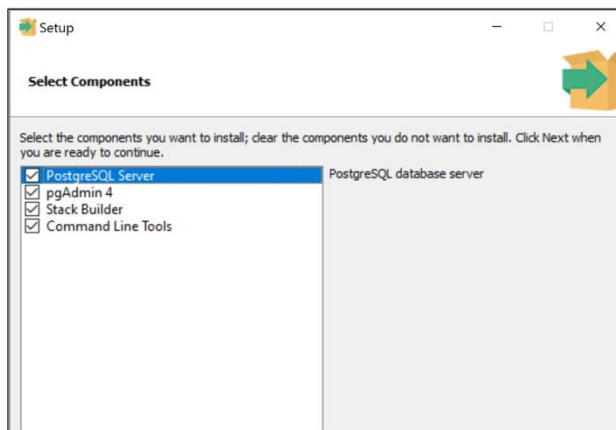 Setup
Select Components
Select the components you want to install; clear the components you do not want to install. Click Next when
you are ready to continue.
PostgreSQL Server
pgAdmin 4
Stack Builder
Command Line Tools
PostgreSQL database server